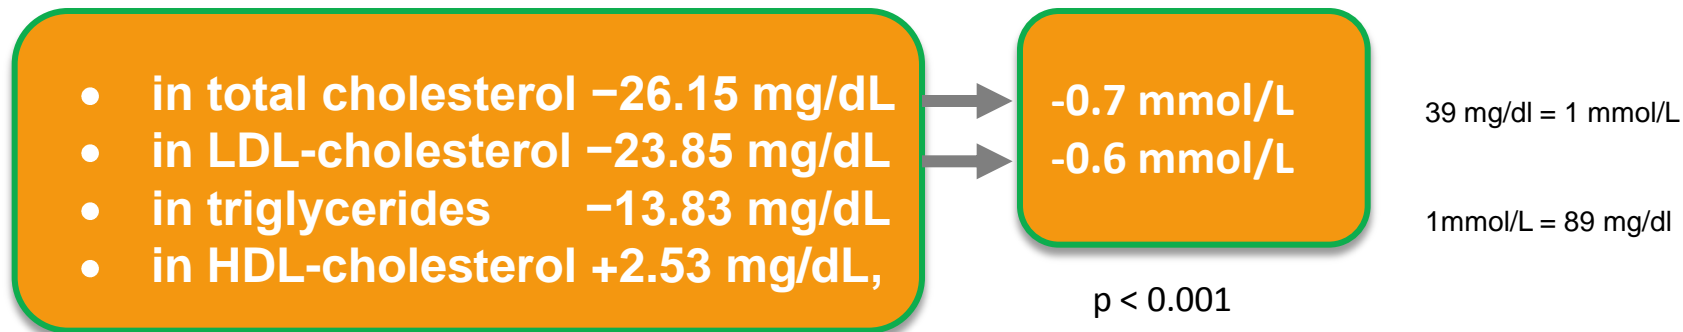 • in total cholesterol −26.15 mg/dL
• in LDL-cholesterol −23.85 mg/dL
• in triglycerides −13.83 mg/dL
• in HDL-cholesterol +2.53 mg/dL,
-0.7 mmol/L
-0.6 mmol/L
p < 0.001
39 mg/dl = 1 mmol/L
1mmol/L = 89 mg/dl